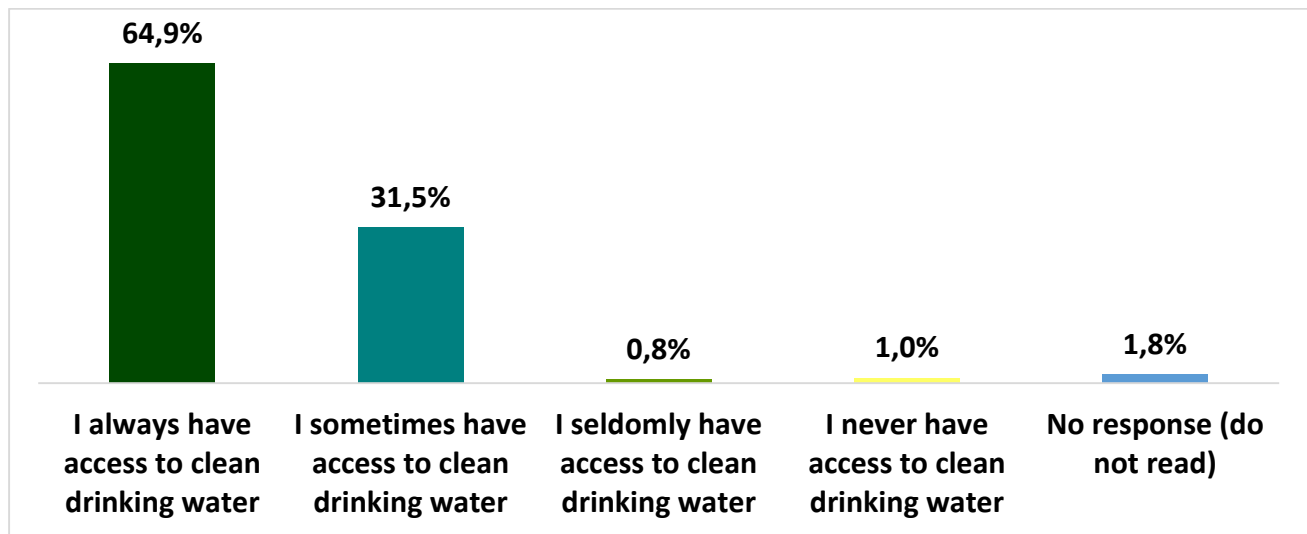 64,9%
31,5%
0,8%
1,0%
1,8%
I always have
access to clean
drinking water
I sometimes have
access to clean
drinking water
I seldomly have
access to clean
drinking water
I never have
access to clean
drinking water
No response (do
not read)